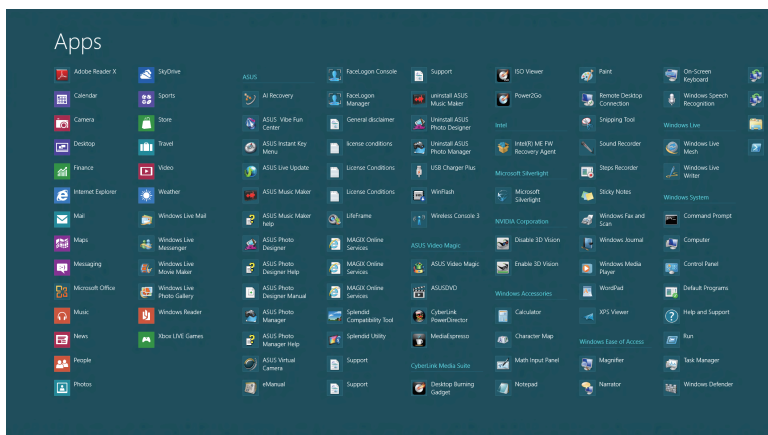 Apps
Adobe Reader X
Calendar
Camera
Desktop
Finance
Internet Explorer
Mail
Maps
Messaging
Microsoft Office
Music
News
People
Photos
SkyDrive
Sports
Store
Travel
Video
Weather
Windows Live Mail
Windows Live
Messenger
Windows Live
Movie Maker
Windows Live
Photo Gallery
Windows Reader
Xbox LIVE Games
ASUS
AI Recovery
ASUS Vibe Fun
Center
ASUS Instant Key
Menu
ASUS Live Update
ASUS Music Maker
ASUS Music Maker
help
ASUS Photo
Designer
ASUS Photo
Designer Help
ASUS Photo
Designer Manual
ASUS Photo
Manager
ASUS Photo
Manager Help
ASUS Virtual
Camera
eManual
FaceLogon Console
FaceLogon
Manager
General disclaimer
license conditions
License Conditions
License Conditions
LifeFrame
MAGIX Online
Services
MAGIX Online
Services
MAGIX Online
Services
Splendid
Compatibility Tool
Splendid Utility
Support
Support
Support
uninstall ASUS
Music Maker
Uninstall ASUS
Photo Designer
Uninstall ASUS
Photo Manager
USB Charger Plus
WinFlash
Wireless Console 3
ASUS Video Magic
ASUS Video Magic
ASUSDVD
CyberLink
PowerDirector
MediaEspresso
CyberLink Media Suite
Desktop Burning
Gadget
ISO Viewer
Power2Go
Intel
Intel(R) ME FW
Recovery Agent
Microsoft Silverlight
Microsoft
Silverlight
NVIDIA Corporation
Disable 3D Vision
Enable 3D Vision
Windows Accessories
Calculator
Character Map
Math Input Panel
Notepad
Paint
Remote Desktop
Connection
Snipping Tool
Sound Recorder
Steps Recorder
Sticky Notes
Windows Fax and
Scan
Windows Journal
Windows Media
Player
WordPad
XPS Viewer
Windows Ease of Access
Magnifier
Narrator
On-Screen
Keyboard
Windows Speech
Recognition
Windows Live
Windows Live
Mesh
Windows Live
Writer
Windows System
Command Prompt
Computer
Control Panel
Default Programs
Help and Support
Run
Task Manager
Windows Defender